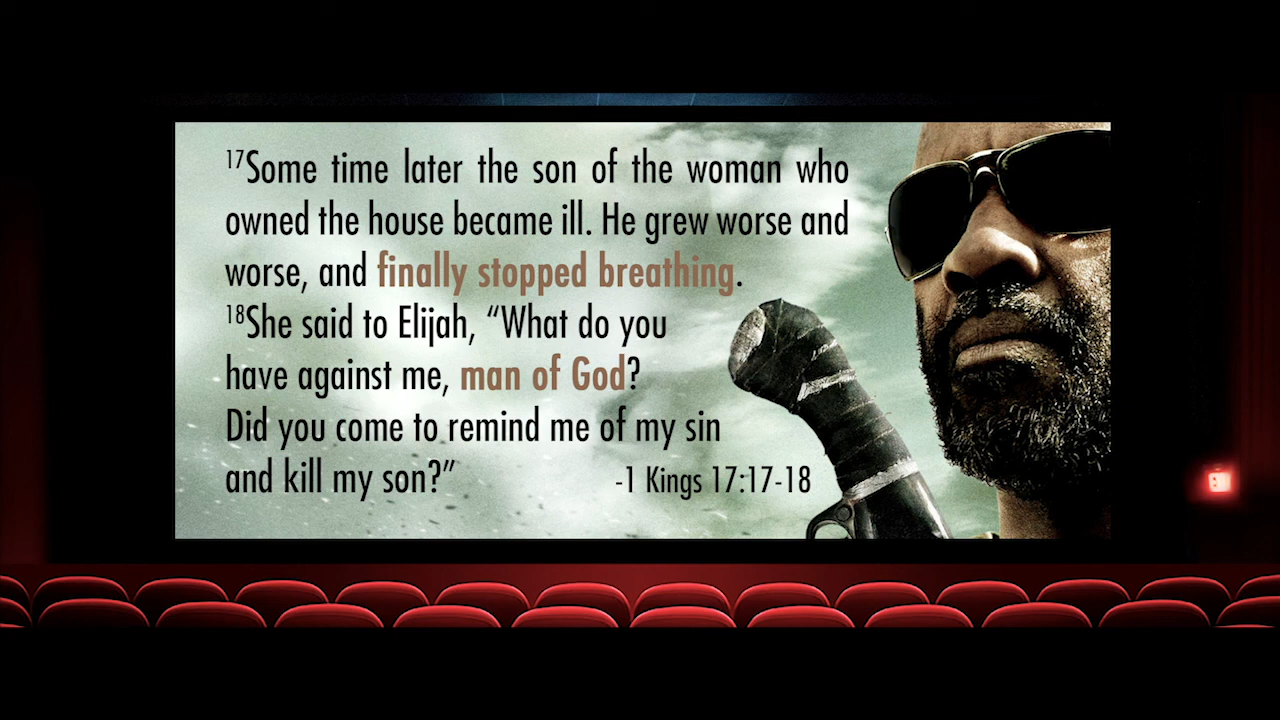 17Some time later the son of the woman who
owned the house became ill. He grew worse and
worse, and finally stopped breathing.
18She said to Elijah, “What do you
have against me, man of God?
Did you come to remind me of my sin
and kill my son?” -1 Kings 17:17-18